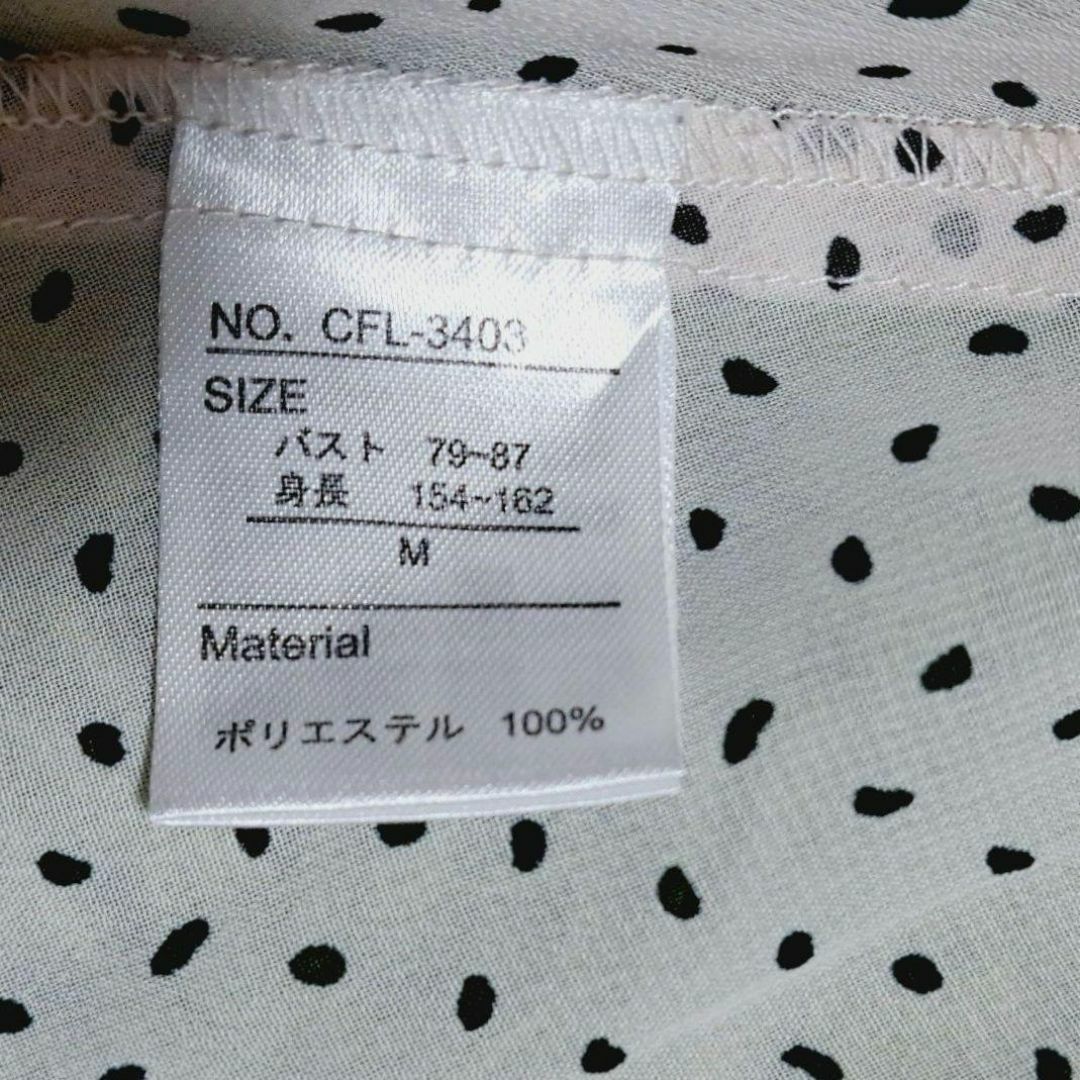 NO. CFL-3403
SIZE
バスト 79~87
身長 154~162
M
Material
ポリエステル 100%